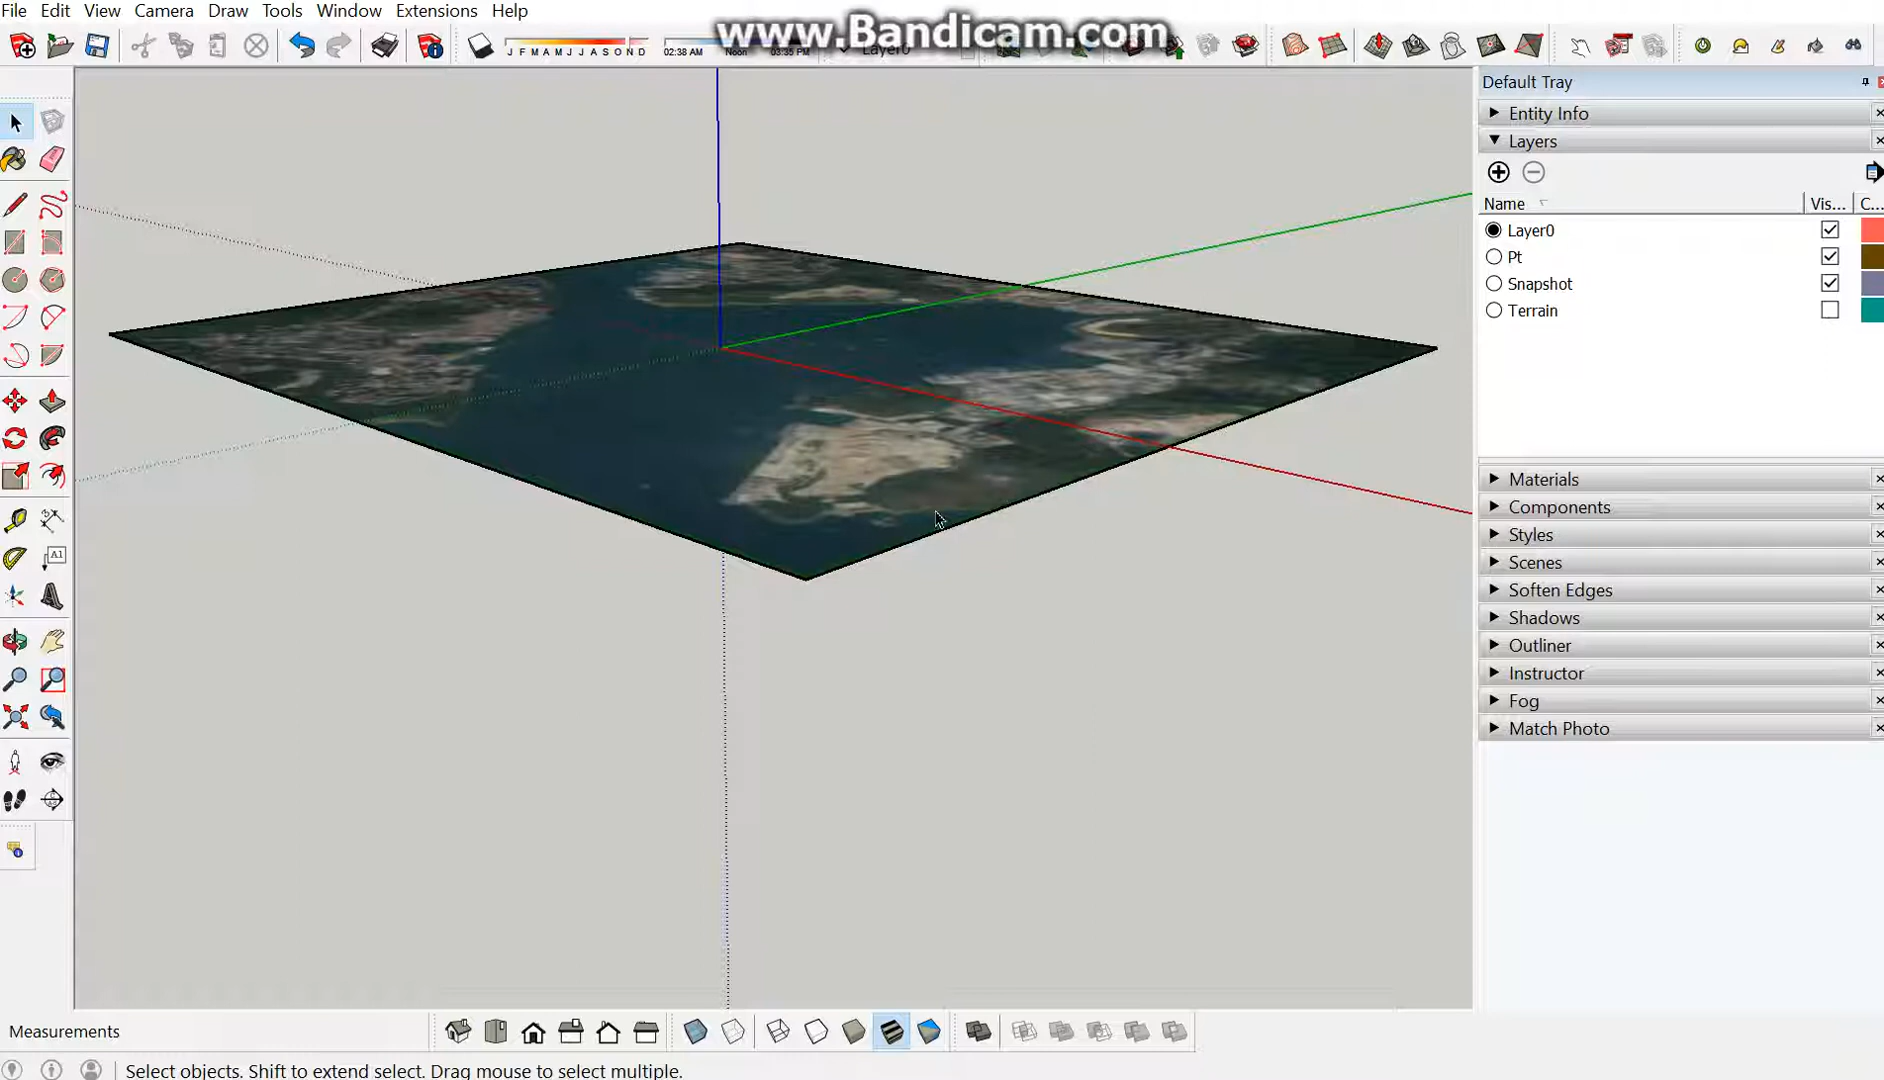 File Edit View Camera Draw Tools Window Extensions Help
www.Bandicam.com
J F M A M J J A S O N D 02:38 AM Noon 03:35 PM Layer0
Default Tray
Entity Info
Layers
Name Vis... C...
Layer0
Pt
Snapshot
Terrain
Materials
Components
Styles
Scenes
Soften Edges
Shadows
Outliner
Instructor
Fog
Match Photo
A1
Measurements
Select objects. Shift to extend select. Drag mouse to select multiple.